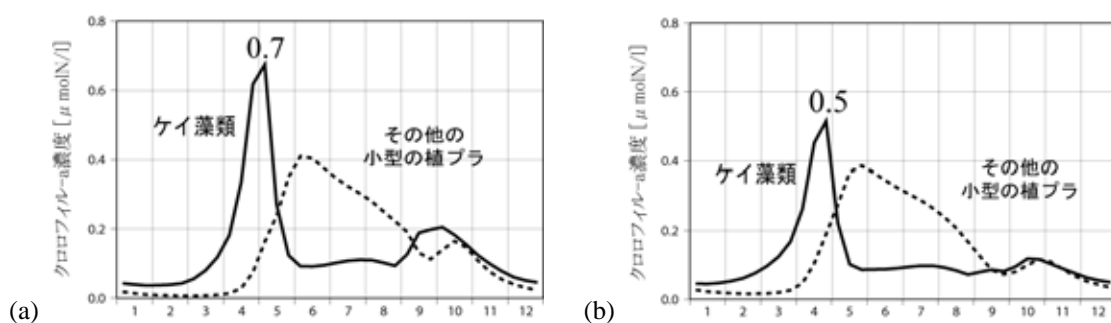 クロロフィル-a濃度 [μ molN/l]
0.8
0.6
0.4
0.2
0.0
0.7
ケイ藻類
その他の
小型の植プラ
1 2 3 4 5 6 7 8 9 10 11 12
(a)
クロロフィル-a濃度 [μ molN/l]
0.8
0.6
0.4
0.2
0.0
0.5
ケイ藻類
その他の
小型の植プラ
1 2 3 4 5 6 7 8 9 10 11 12
(b)